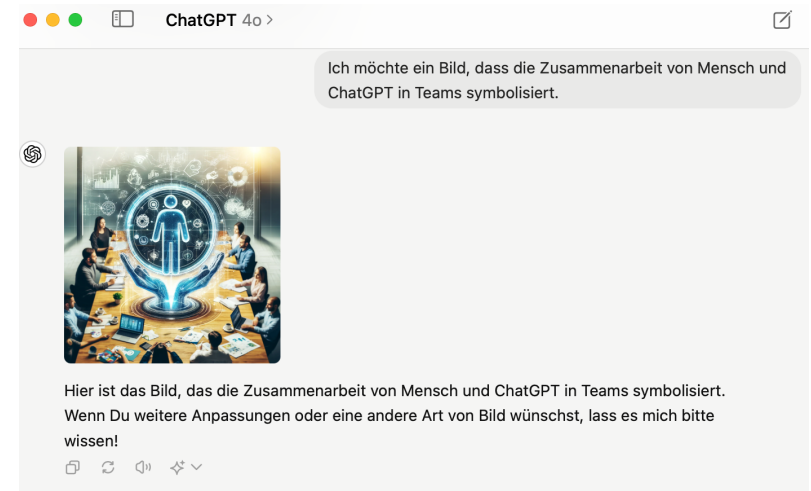 ChatGPT 4o >
Ich möchte ein Bild, dass die Zusammenarbeit von Mensch und
ChatGPT in Teams symbolisiert.
Hier ist das Bild, das die Zusammenarbeit von Mensch und ChatGPT in Teams symbolisiert.
Wenn Du weitere Anpassungen oder eine andere Art von Bild wünschst, lass es mich bitte
wissen!